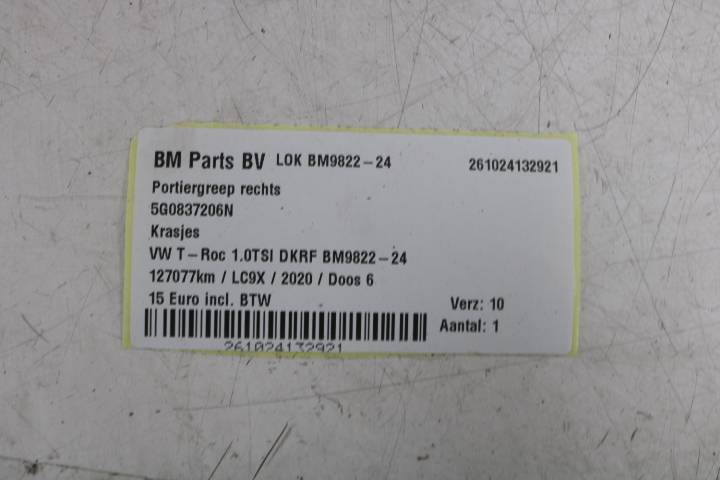 BM Parts BV LOK BM9822-24 261024132921
Portiergreep rechts
5G0837206N
Krasjes
VW T-Roc 1.0TSI DKRF BM9822-24
127077km / LC9X / 2020 / Doos 6
15 Euro incl. BTW
Verz: 10
Aantal: 1
261024132921